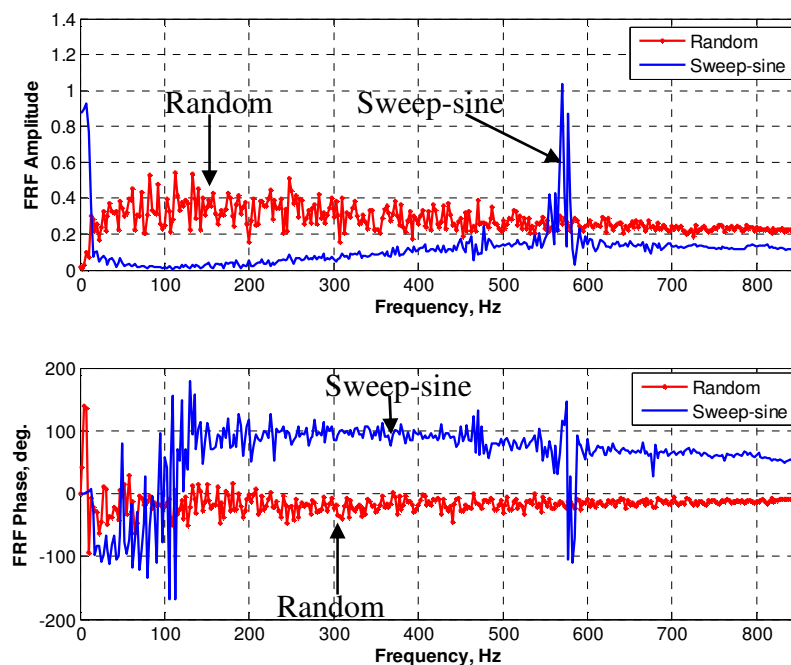 1.4
1.2
1
0.8
0.6
0.4
0.2
0
FRF Amplitude
Random
Sweep-sine
Random
Sweep-sine
0 100 200 300 400 500 600 700 800
Frequency, Hz
200
100
0
-100
-200
FRF Phase, deg.
Sweep-sine
Random
Random
Sweep-sine
0 100 200 300 400 500 600 700 800
Frequency, Hz